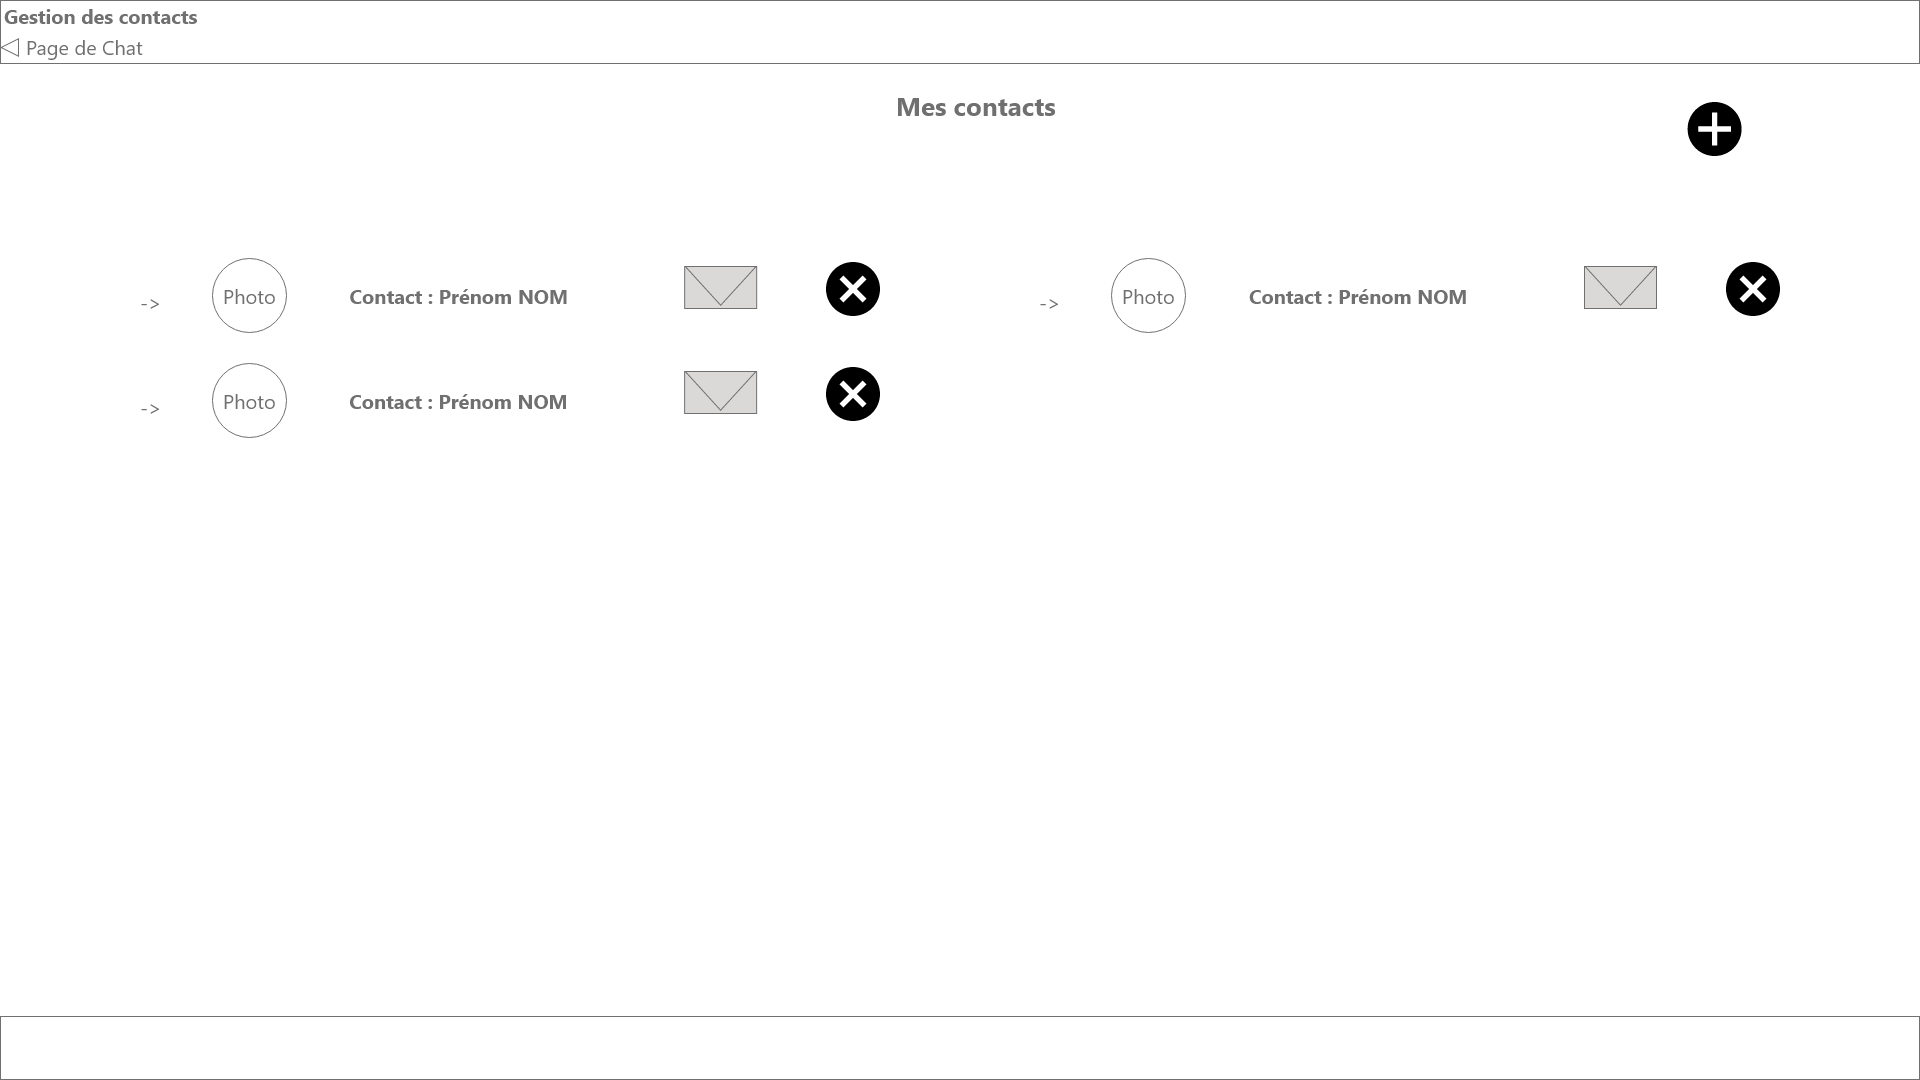 Gestion des contacts
Page de Chat
Mes contacts
-> Photo Contact : Prénom NOM
-> Photo Contact : Prénom NOM
-> Photo Contact : Prénom NOM